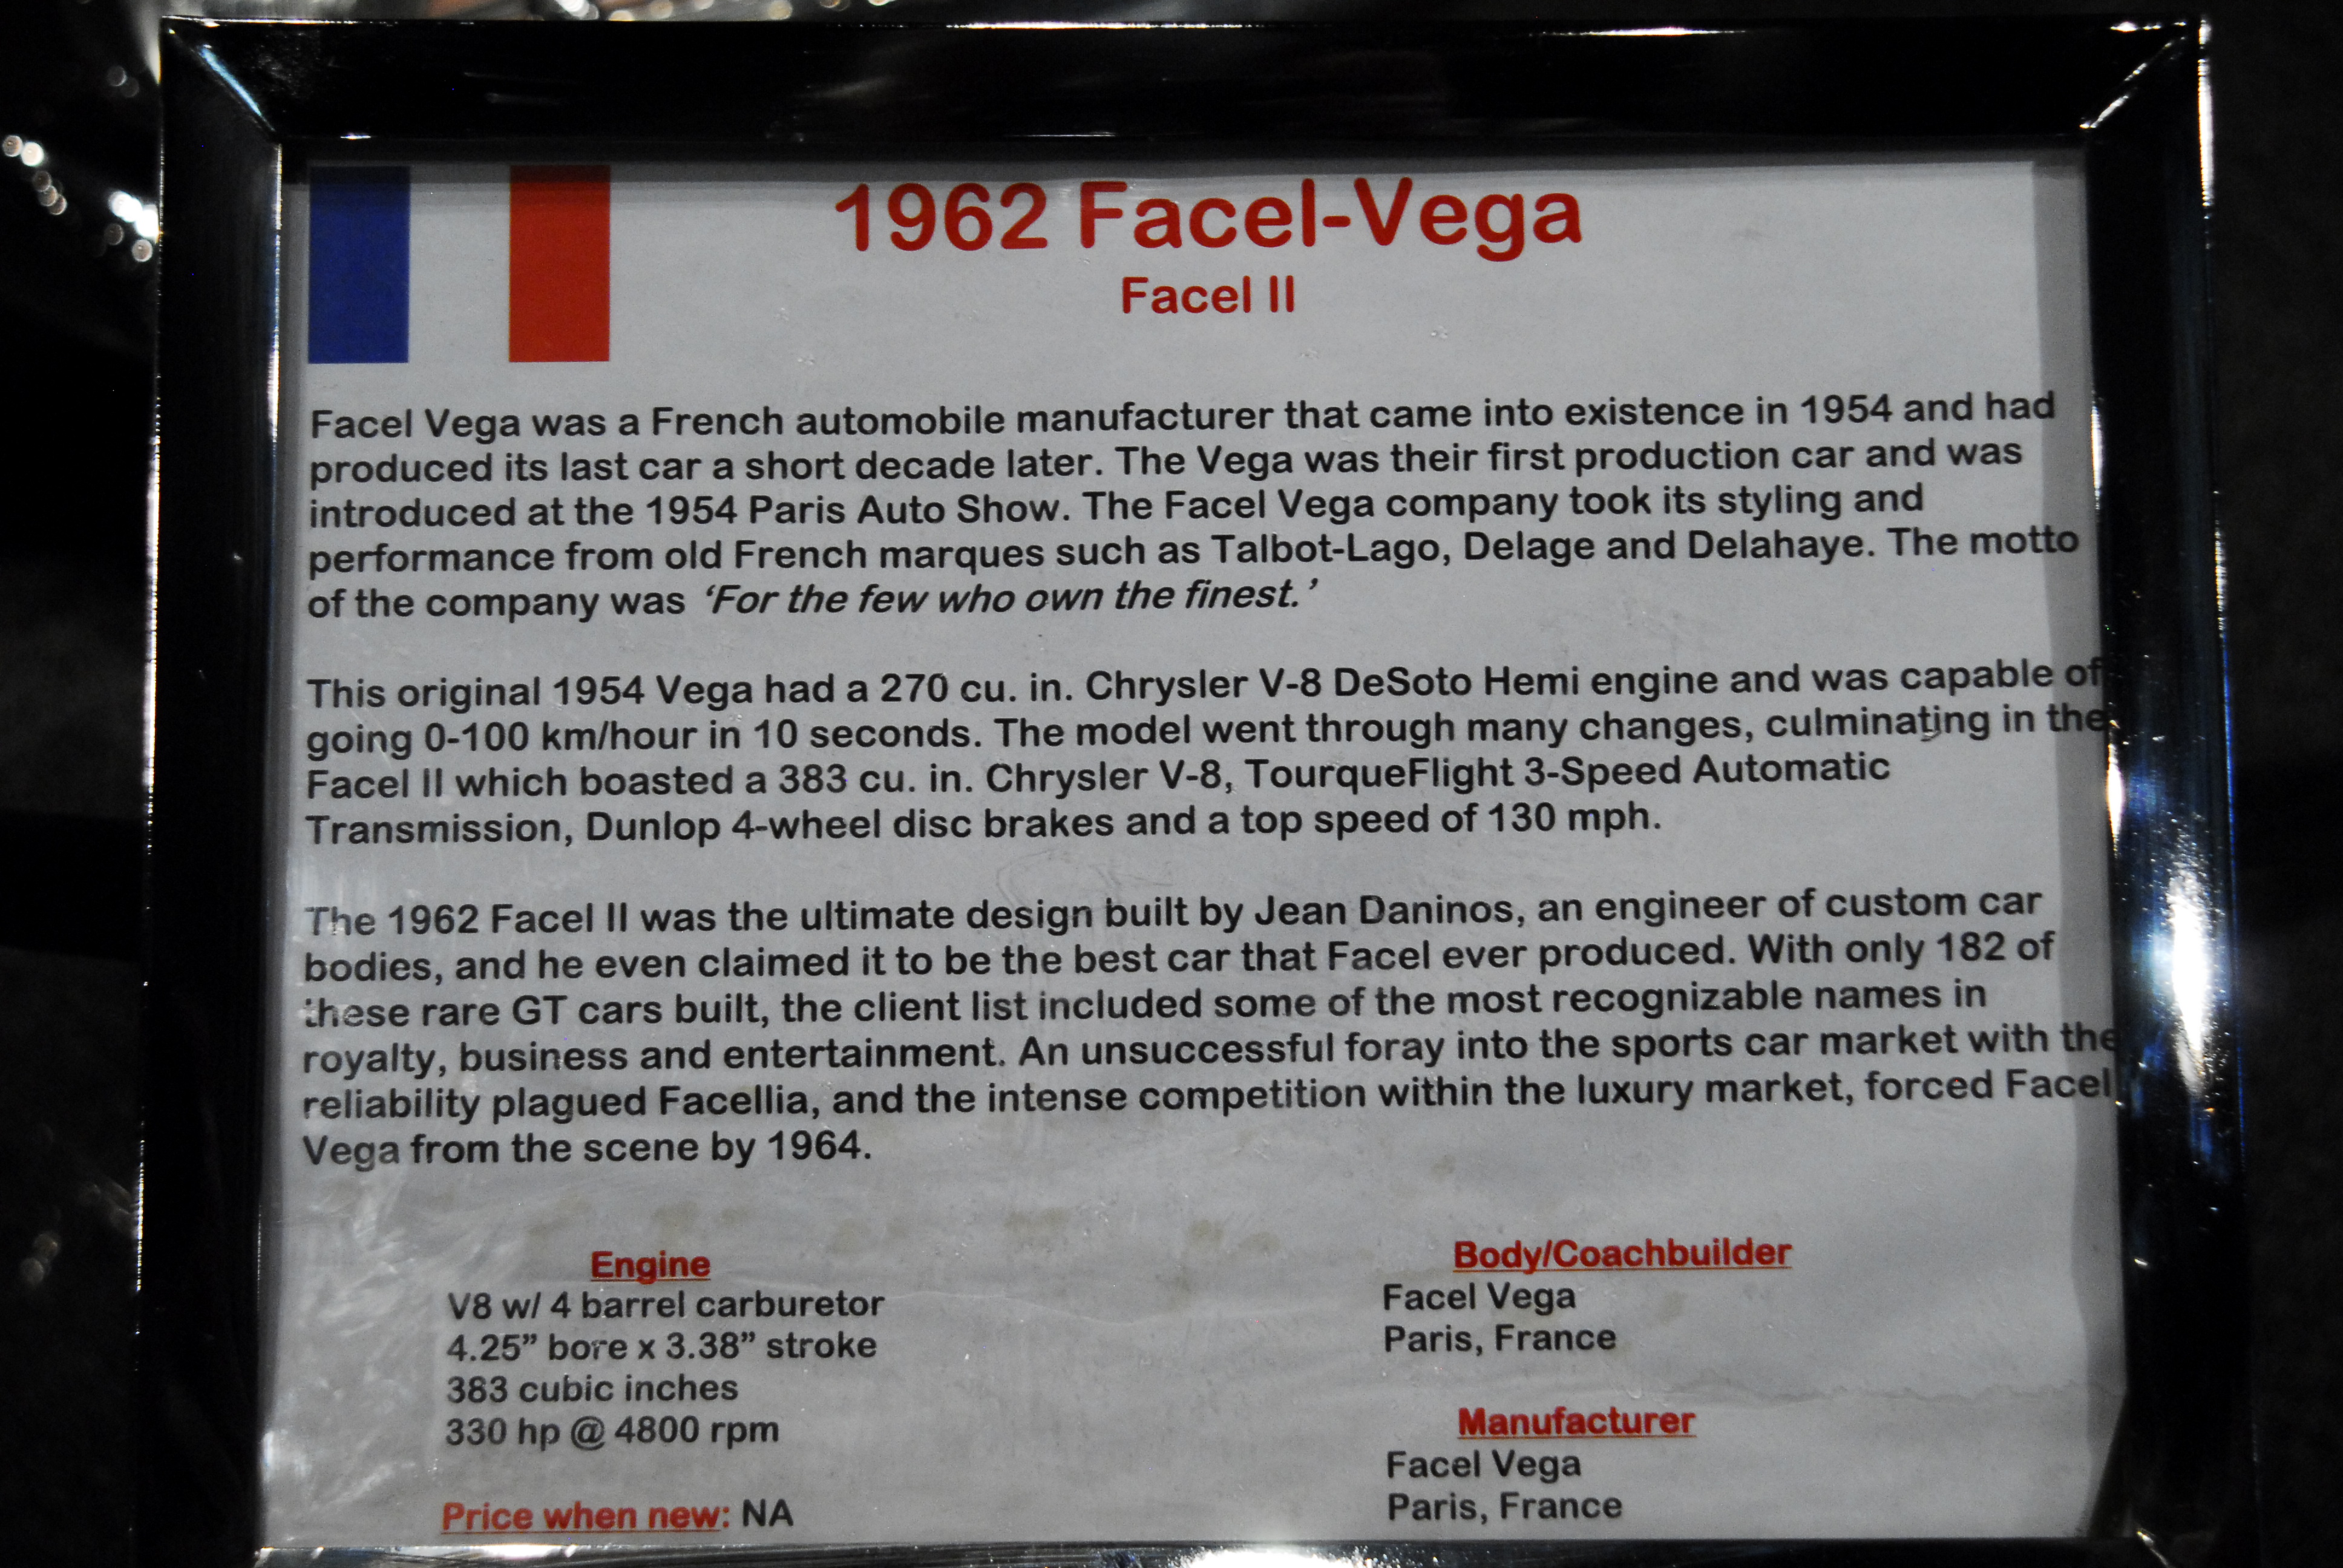 1962 Facel-Vega
Facel II
Facel Vega was a French automobile manufacturer that came into existence in 1954 and had
produced its last car a short decade later. The Vega was their first production car and was
introduced at the 1954 Paris Auto Show. The Facel Vega company took its styling and
performance from old French marques such as Talbot-Lago, Delage and Delahaye. The motto
of the company was ‘For the few who own the finest.’
This original 1954 Vega had a 270 cu. in. Chrysler V-8 DeSoto Hemi engine and was capable of
going 0-100 km/hour in 10 seconds. The model went through many changes, culminating in the
Facel II which boasted a 383 cu. in. Chrysler V-8, TourqueFlight 3-Speed Automatic
Transmission, Dunlop 4-wheel disc brakes and a top speed of 130 mph.
The 1962 Facel II was the ultimate design built by Jean Daninos, an engineer of custom car
bodies, and he even claimed it to be the best car that Facel ever produced. With only 182 of
these rare GT cars built, the client list included some of the most recognizable names in
royalty, business and entertainment. An unsuccessful foray into the sports car market with the
reliability plagued Facellia, and the intense competition within the luxury market, forced Facel
Vega from the scene by 1964.
Engine
V8 w/ 4 barrel carburetor
4.25” bore x 3.38” stroke
383 cubic inches
330 hp @ 4800 rpm
Price when new: NA
Body/Coachbuilder
Facel Vega
Paris, France
Manufacturer
Facel Vega
Paris, France